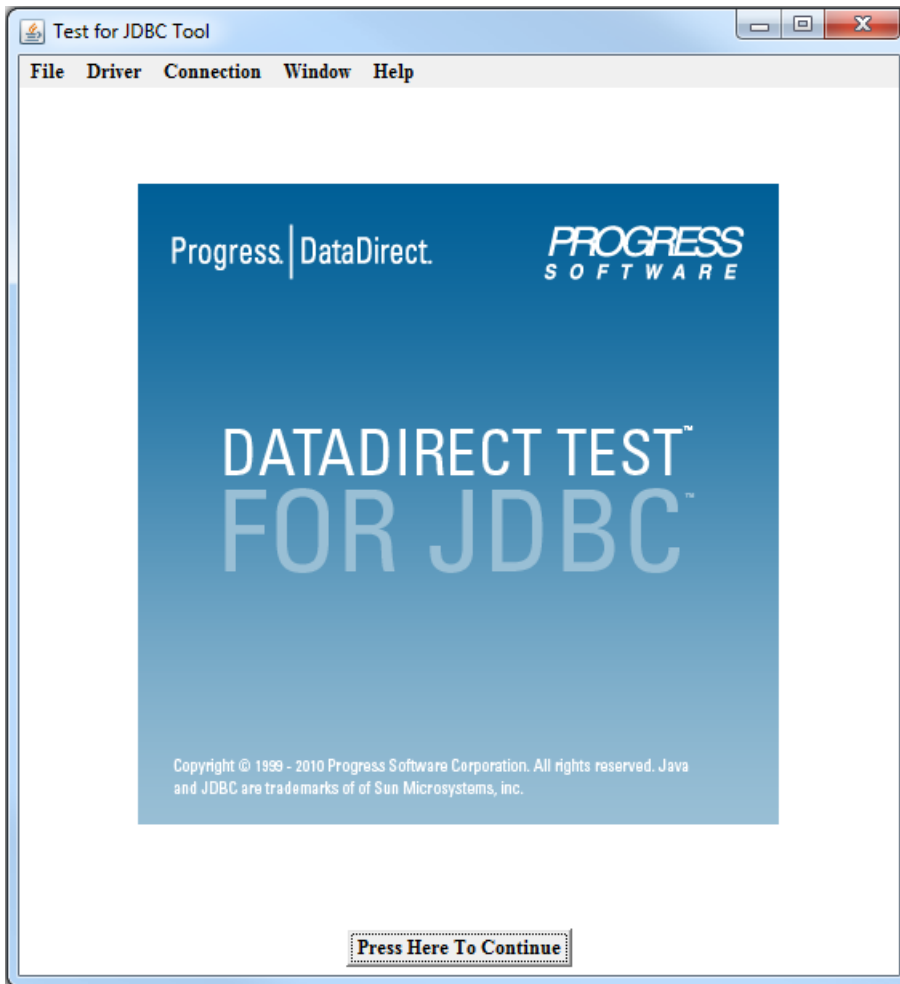 Test for JDBC Tool
File Driver Connection Window Help
Progress. DataDirect.
PROGRESS
SOFTWARE
DATADIRECT TEST™
FOR JDBC™
Copyright © 1999 - 2010 Progress Software Corporation. All rights reserved. Java
and JDBC are trademarks of of Sun Microsystems, inc.
Press Here To Continue